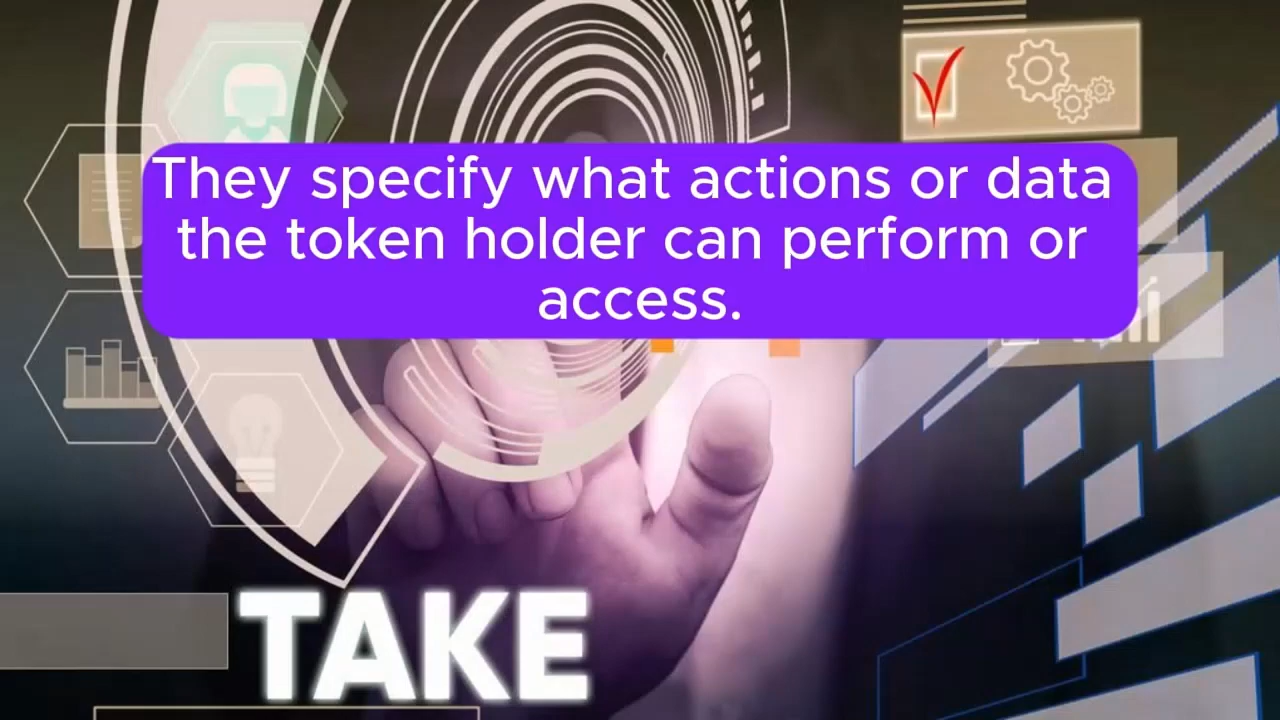 They specify what actions or data
the token holder can perform or
access.
TAKE